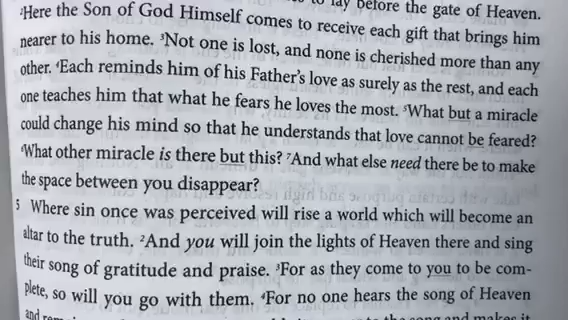 to lay before the gate of Heaven.
²Here the Son of God Himself comes to receive each gift that brings him
nearer to his home. ³Not one is lost, and none is cherished more than any
other. ⁴Each reminds him of his Father's love as surely as the rest, and each
one teaches him that what he fears he loves the most. ⁵What but a miracle
could change his mind so that he understands that love cannot be feared?
⁶What other miracle is there but this? ⁷And what else need there be to make
the space between you disappear?
5 Where sin once was perceived will rise a world which will become an
altar to the truth. ²And you will join the lights of Heaven there and sing
their song of gratitude and praise. ³For as they come to you to be com-
plete, so will you go with them. ⁴For no one hears the song of Heaven
and the song and makes it